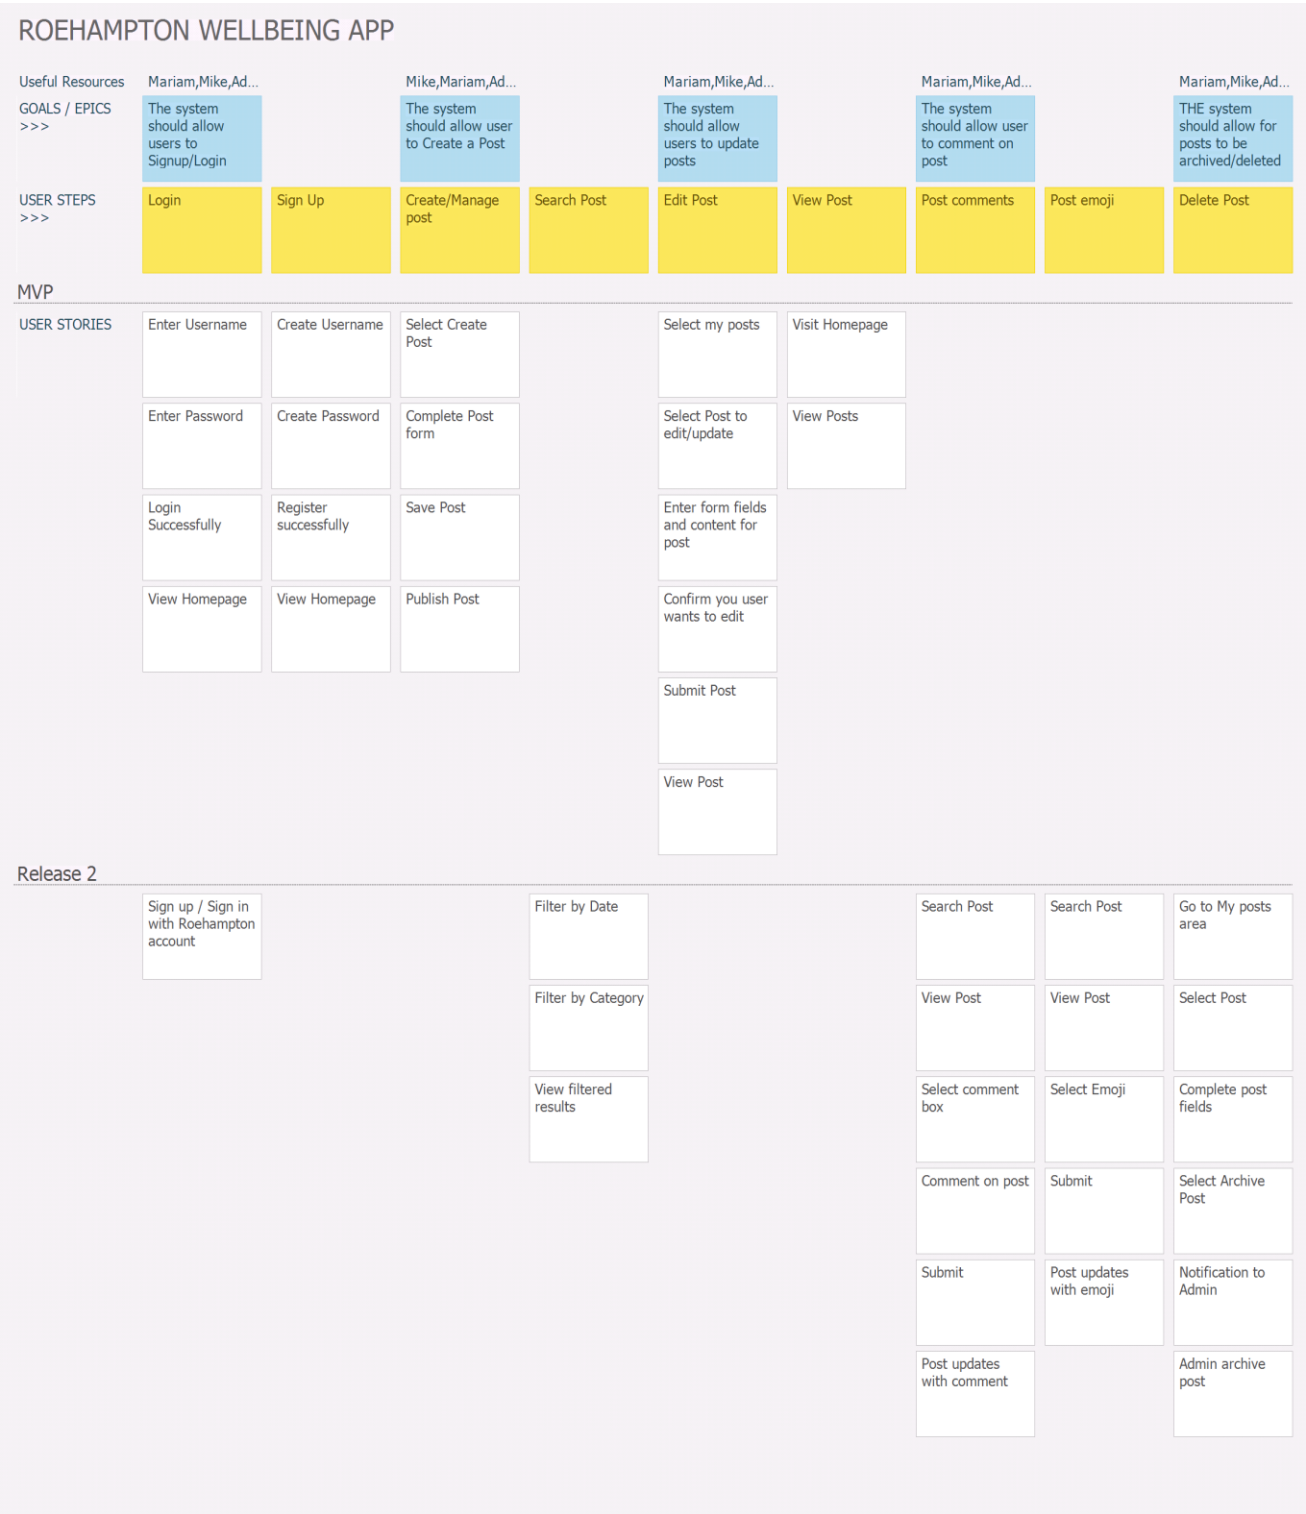 ROEHAMPTON WELLBEING APP
Useful Resources
Mariam,Mike,Ad...
Mike,Mariam,Ad...
Mariam,Mike,Ad...
Mariam,Mike,Ad...
Mariam,Mike,Ad...
GOALS / EPICS
>>>
The system
should allow
users to
Signup/Login
The system
should allow user
to Create a Post
The system
should allow
users to update
posts
The system
should allow user
to comment on
post
THE system
should allow for
posts to be
archived/deleted
USER STEPS
>>>
Login
Sign Up
Create/Manage
post
Search Post
Edit Post
View Post
Post comments
Post emoji
Delete Post
MVP
USER STORIES
Enter Username
Create Username
Select Create
Post
Select my posts
Visit Homepage
Enter Password
Create Password
Complete Post
form
Select Post to
edit/update
View Posts
Login
Successfully
Register
successfully
Save Post
Enter form fields
and content for
post
View Homepage
View Homepage
Publish Post
Confirm you user
wants to edit
Submit Post
View Post
Release 2
Sign up / Sign in
with Roehampton
account
Filter by Date
Search Post
Search Post
Go to My posts
area
Filter by Category
View Post
View Post
Select Post
View filtered
results
Select comment
box
Select Emoji
Complete post
fields
Comment on post
Submit
Select Archive
Post
Submit
Post updates
with emoji
Notification to
Admin
Post updates
with comment
Admin archive
post